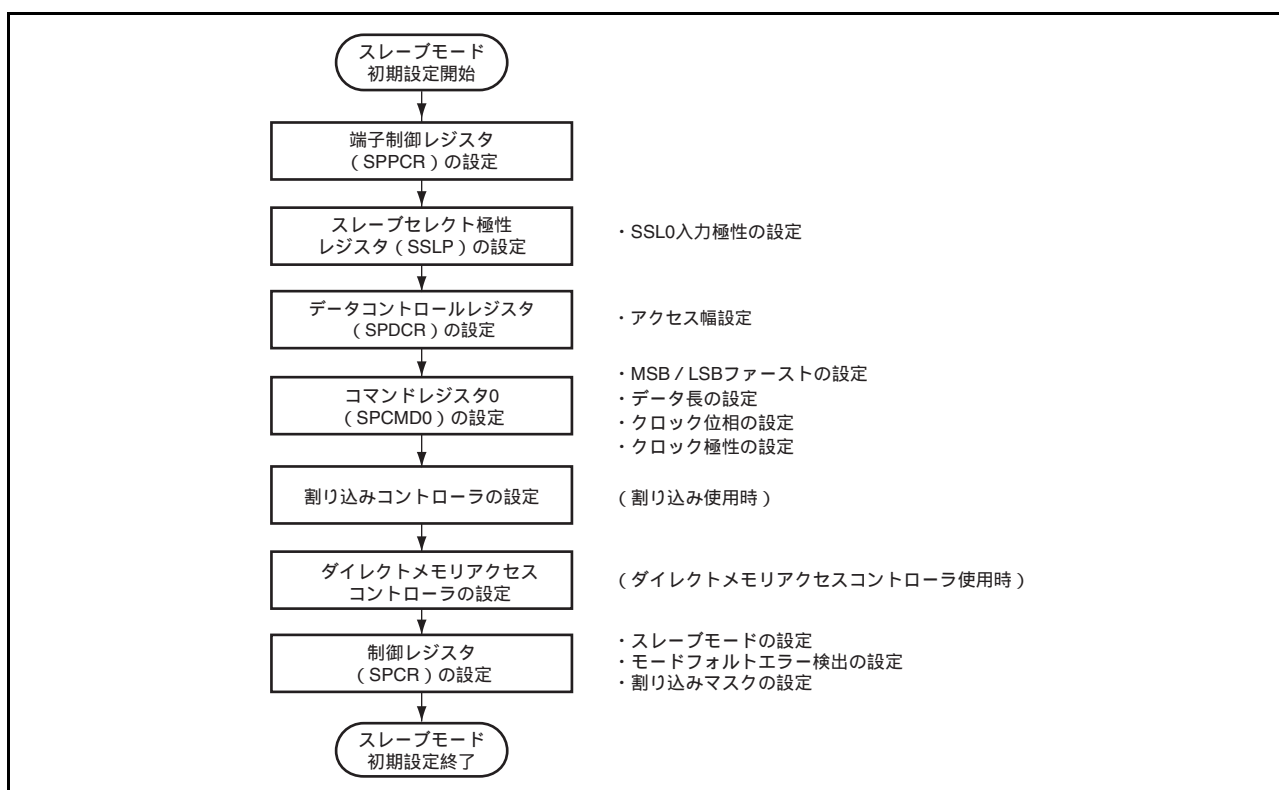 スレーブモード
初期設定開始
端子制御レジスタ
（SPPCR）の設定
スレーブセレクト極性
レジスタ（SSLP）の設定
・SSL0入力極性の設定
データコントロールレジスタ
（SPDCR）の設定
・アクセス幅設定
コマンドレジスタ0
（SPCMD0）の設定
・MSB / LSBファーストの設定
・データ長の設定
・クロック位相の設定
・クロック極性の設定
割り込みコントローラの設定
（割り込み使用時）
ダイレクトメモリアクセス
コントローラの設定
（ダイレクトメモリアクセスコントローラ使用時）
制御レジスタ
（SPCR）の設定
・スレーブモードの設定
・モードフォルトエラー検出の設定
・割り込みマスクの設定
スレーブモード
初期設定終了